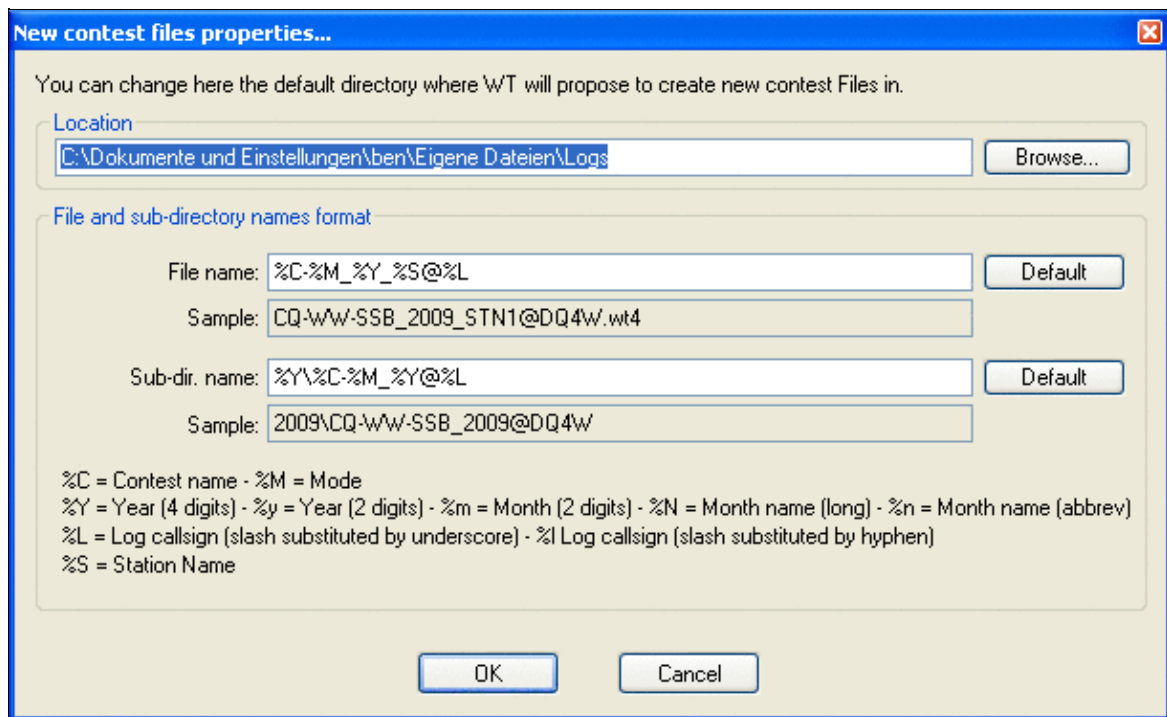 New contest files properties...
You can change here the default directory where WT will propose to create new contest Files in.
Location
C:\Dokumente und Einstellungen\ben\Eigene Dateien\Logs
Browse...
File and sub-directory names format
File name: %C-%M_%Y_%S@%L
Default
Sample: CQ-WW-SSB_2009_STN1@DQ4W.wt4
Sub-dir. name: %Y\%C-%M_%Y@%L
Default
Sample: 2009\CQ-WW-SSB_2009@DQ4W
%C = Contest name - %M = Mode
%Y = Year (4 digits) - %y = Year (2 digits) - %m = Month (2 digits) - %N = Month name (long) - %n = Month name (abbrev)
%L = Log callsign (slash substituted by underscore) - %l Log callsign (slash substituted by hyphen)
%S = Station Name
OK
Cancel